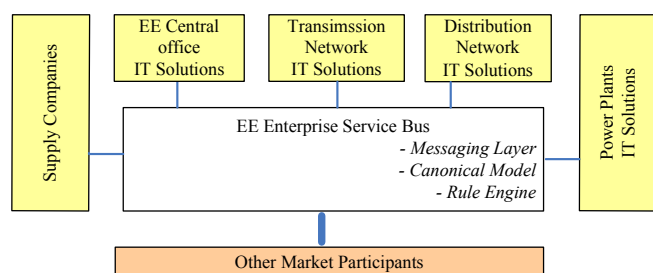 Supply Companies
EE Central
office
IT Solutions
Transimssion
Network
IT Solutions
Distribution
Network
IT Solutions
Power Plants
IT Solutions
EE Enterprise Service Bus
- Messaging Layer
- Canonical Model
- Rule Engine
Other Market Participants